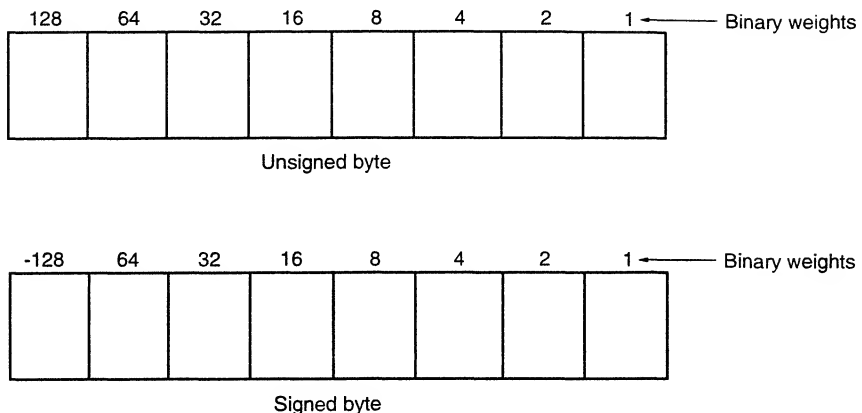 128 64 32 16 8 4 2 1 Binary weights
Unsigned byte
-128 64 32 16 8 4 2 1 Binary weights
Signed byte